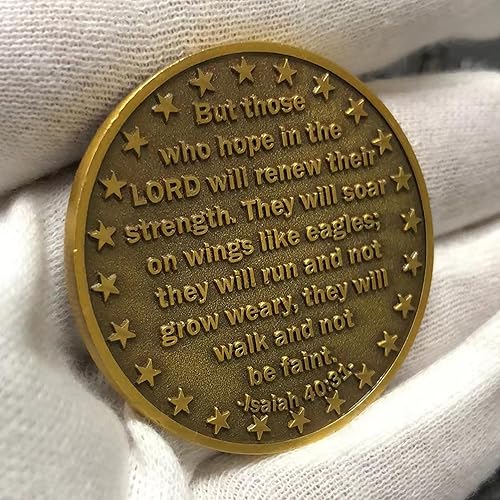 But those
who hope in the
LORD will renew their
strength. They will soar
on wings like eagles;
they will run and not
grow weary, they will
walk and not
be faint.
-Isaiah 40:31.